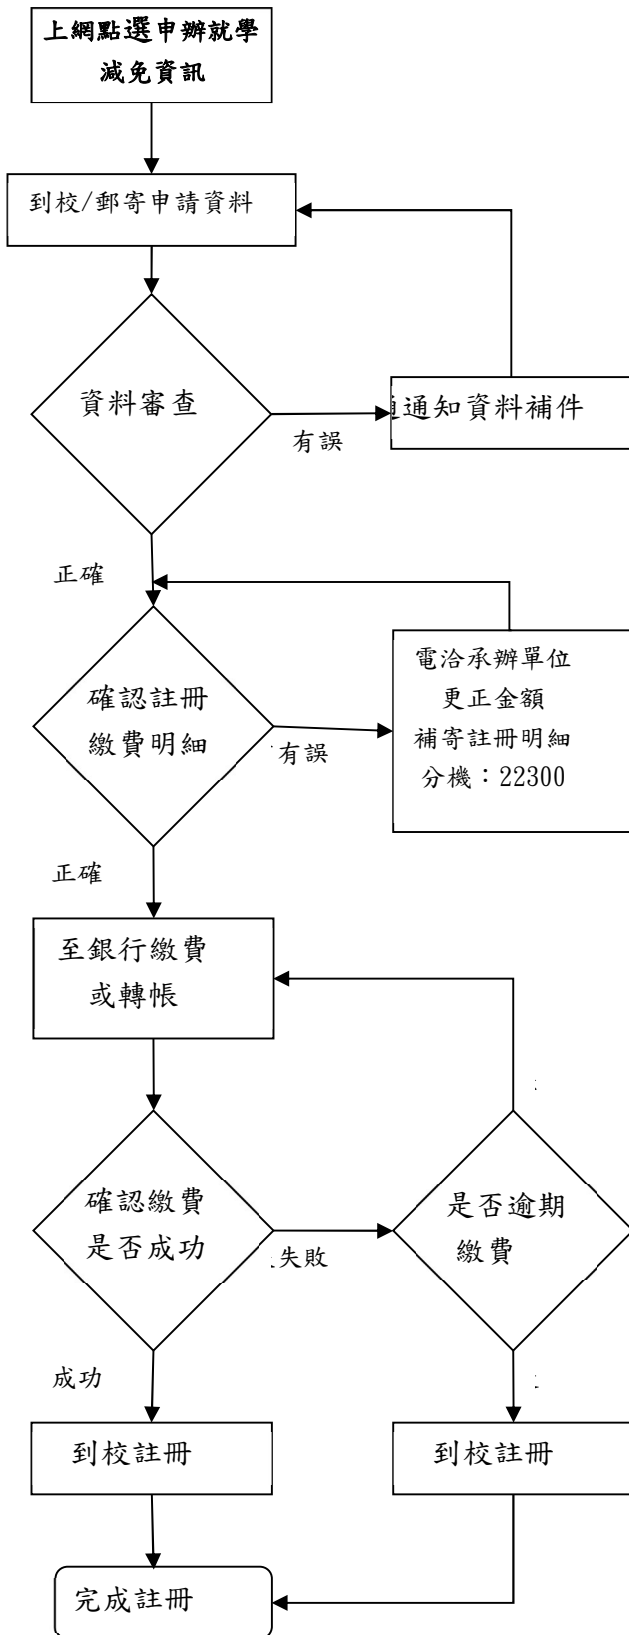 上網點選申辦就學
減免資訊
到校/郵寄申請資料
資料審查
有誤
通知資料補件
正確
確認註冊
繳費明細
有誤
電洽承辦單位
更正金額
補寄註冊明細
分機：22300
正確
至銀行繳費
或轉帳
確認繳費
是否成功
失敗
是否逾期
繳費
成功
到校註冊
到校註冊
完成註冊